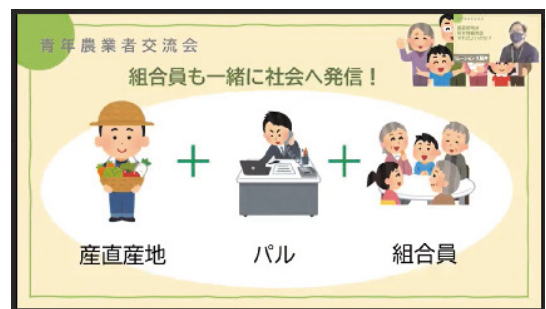 青年農業者交流会
組合員も一緒に社会へ発信！
＋
＋
産直産地
パル
組合員